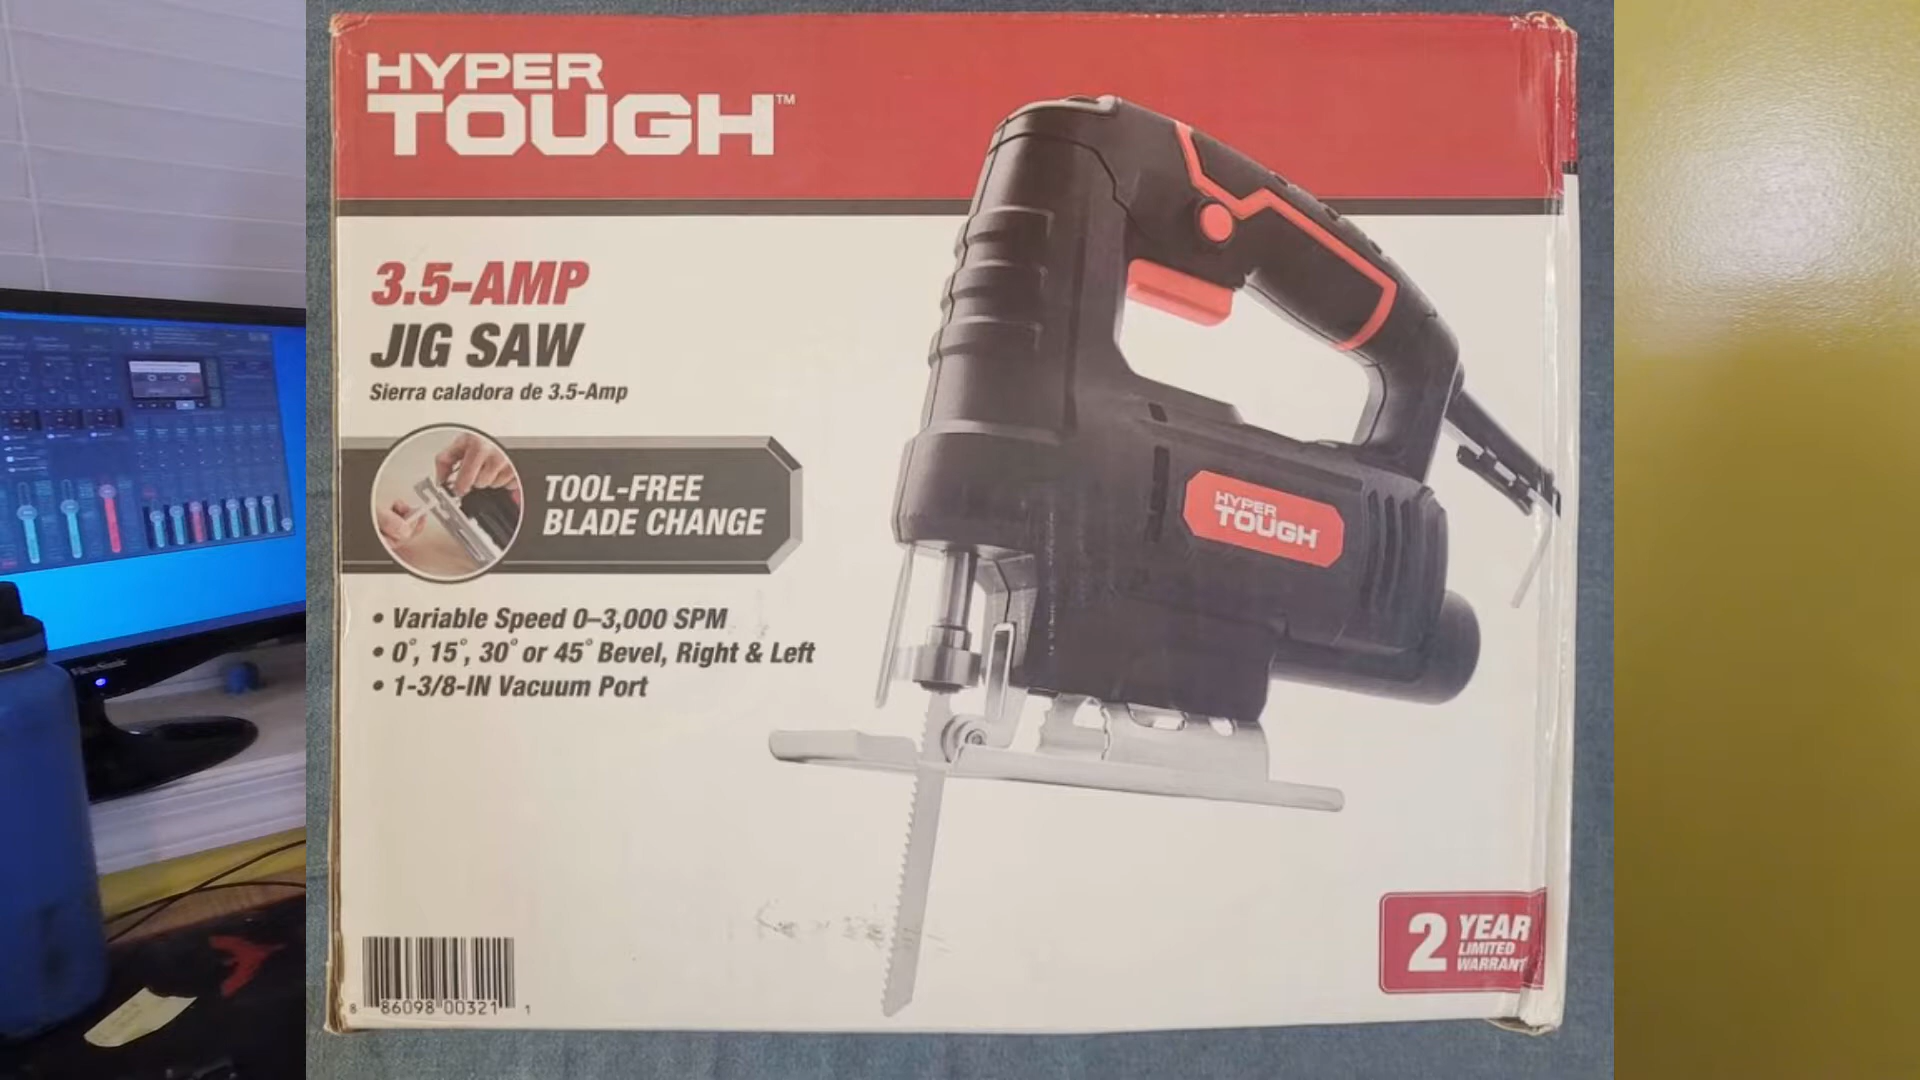 HYPER
TOUGH™
3.5-AMP
JIG SAW
Sierra caladora de 3.5-Amp
TOOL-FREE
BLADE CHANGE
• Variable Speed 0–3,000 SPM
• 0°, 15°, 30° or 45° Bevel, Right & Left
• 1-3/8-IN Vacuum Port
HYPER
TOUGH
2 YEAR
LIMITED
WARRANT
8 86098 00321 1
ViewSonic